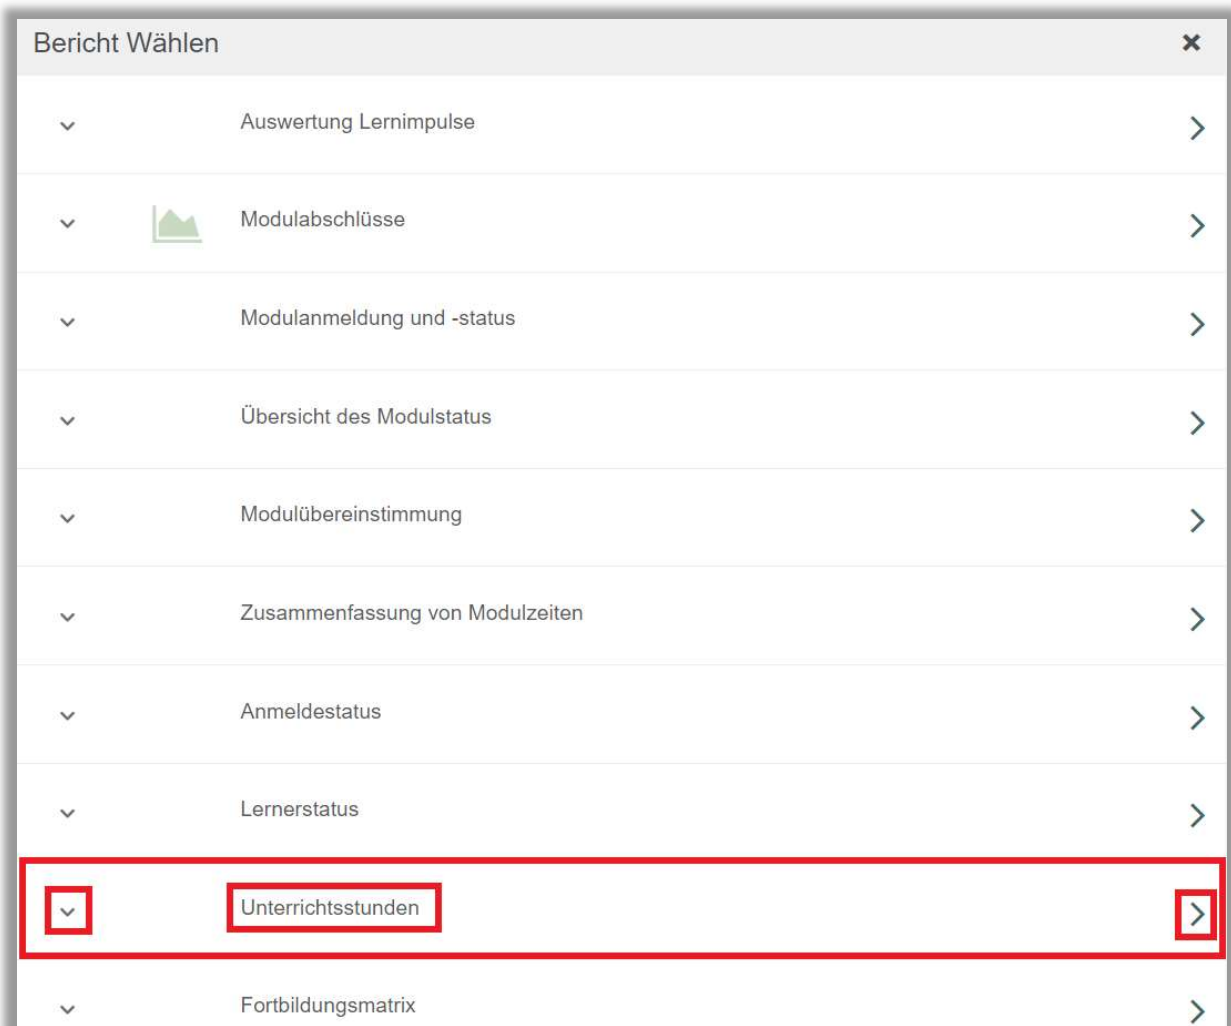 Bericht Wählen
Auswertung Lernimpulse
Modulabschlüsse
Modulanmeldung und -status
Übersicht des Modulstatus
Modulübereinstimmung
Zusammenfassung von Modulzeiten
Anmeldestatus
Lernerstatus
Unterrichtsstunden
Fortbildungsmatrix